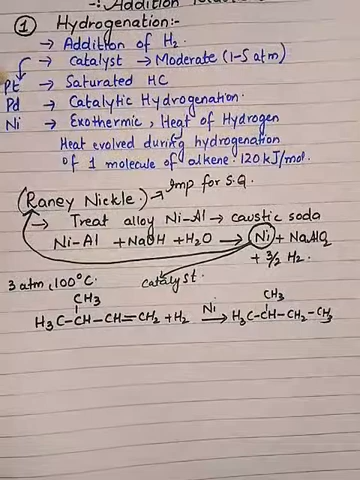 -: Addition
① Hydrogenation:-
→ Addition of H₂
→ catalyst → Moderate (1-5 atm)
Pt → Saturated HC
Pd → Catalytic Hydrogenation.
Ni → Exothermic, Heat of Hydrogen
Heat evolved during hydrogenation
of 1 molecule of alkene 120 kJ/mol.
(Raney Nickle) → Imp for S.Q.
→ Treat alloy Ni-Al → caustic soda
Ni-Al + NaOH + H₂O → Ni + NaAlO₂
+ 3/2 H₂.
3 atm, 100°C. catalyst.
CH₃ CH₃
H₃C-CH-CH=CH₂ + H₂ Ni → H₃C-CH-CH₂-CH₃